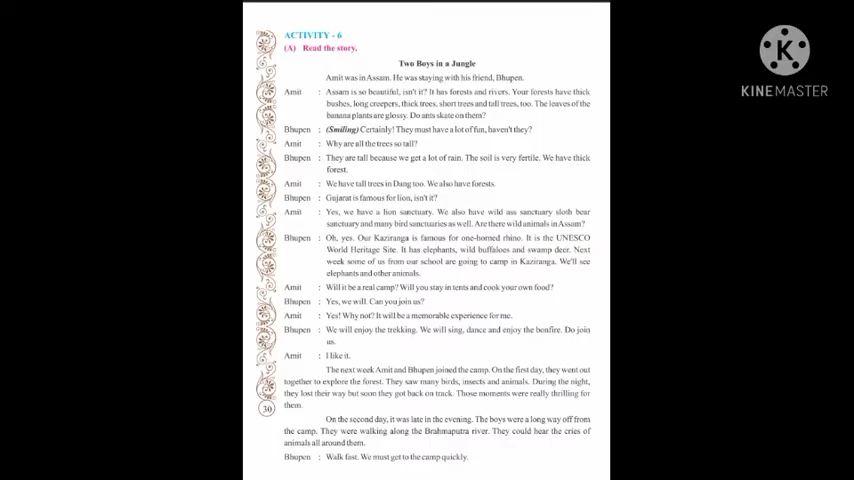 ACTIVITY - 6
(A) Read the story.
Two Boys in a Jungle
Amit was in Assam. He was staying with his friend, Bhupen.
Amit : Assam is so beautiful, isn't it? It has forests and rivers. Your forests have thick
bushes, long creepers, thick trees, short trees and tall trees, too. The leaves of the
banana plants are glossy. Do ants skate on them?
Bhupen : (Smiling) Certainly! They must have a lot of fun, haven't they?
Amit : Why are all the trees so tall?
Bhupen : They are tall because we get a lot of rain. The soil is very fertile. We have thick
forest.
Amit : We have tall trees in Dang too. We also have forests.
Bhupen : Gujarat is famous for lion, isn't it?
Amit : Yes, we have a lion sanctuary. We also have wild ass sanctuary sloth bear
sanctuary and many bird sanctuaries as well. Are there wild animals in Assam?
Bhupen : Oh, yes. Our Kaziranga is famous for one-horned rhino. It is the UNESCO
World Heritage Site. It has elephants, wild buffaloes and swamp deer. Next
week some of us from our school are going to camp in Kaziranga. We'll see
elephants and other animals.
Amit : Will it be a real camp? Will you stay in tents and cook your own food?
Bhupen : Yes, we will. Can you join us?
Amit : Yes! Why not? It will be a memorable experience for me.
Bhupen : We will enjoy the trekking. We will sing, dance and enjoy the bonfire. Do join
us.
Amit : I like it.
The next week Amit and Bhupen joined the camp. On the first day, they went out
together to explore the forest. They saw many birds, insects and animals. During the night,
they lost their way but soon they got back on track. Those moments were really thrilling for
them.
30
On the second day, it was late in the evening. The boys were a long way off from
the camp. They were walking along the Brahmaputra river. They could hear the cries of
animals all around them.
Bhupen : Walk fast. We must get to the camp quickly.
K
KINEMASTER